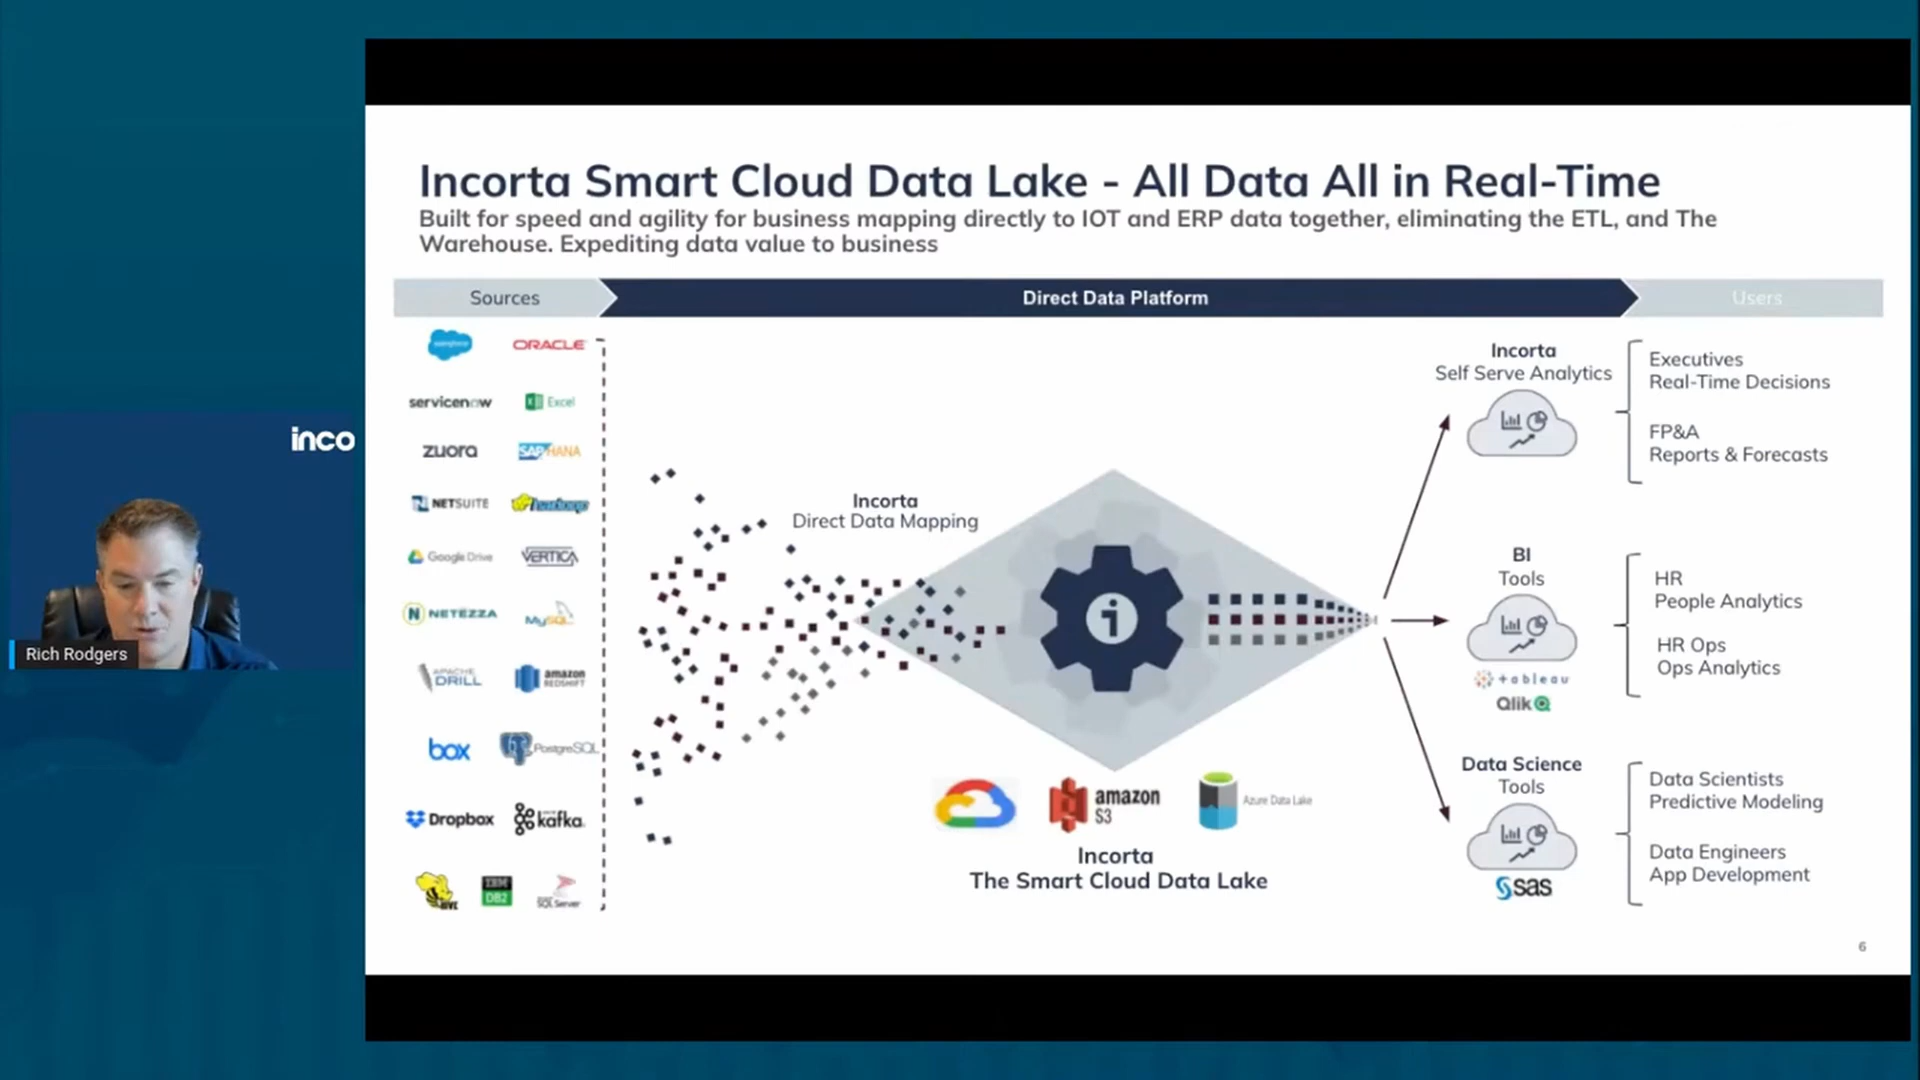 Incorta Smart Cloud Data Lake - All Data All in Real-Time
Built for speed and agility for business mapping directly to IOT and ERP data together, eliminating the ETL, and The
Warehouse. Expediting data value to business
Sources
Direct Data Platform
Users
salesforce
ORACLE
servicenow
Excel
zuora
SAP HANA
NETSUITE
hadoop
Google Drive
VERTICA
NETEZZA
MySQL
APACHE
DRILL
amazon
REDSHIFT
box
PostgreSQL
Dropbox
kafka
HIVE
IBM
DB2
SQL Server
Incorta
Direct Data Mapping
i
amazon
S3
Azure Data Lake
Incorta
The Smart Cloud Data Lake
Incorta
Self Serve Analytics
BI
Tools
tableau
Qlik
Data Science
Tools
sas
Executives
Real-Time Decisions
FP&A
Reports & Forecasts
HR
People Analytics
HR Ops
Ops Analytics
Data Scientists
Predictive Modeling
Data Engineers
App Development
6
inco
Rich Rodgers